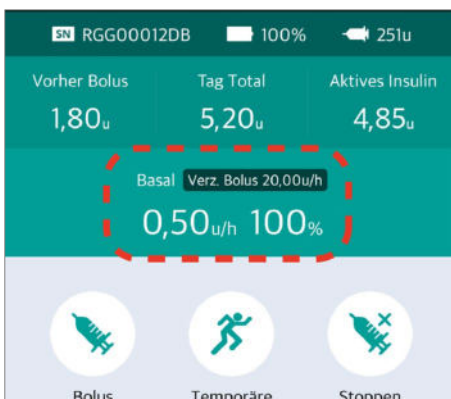 SN RGG00012DB 100% 251u
Vorher Bolus Tag Total Aktives Insulin
1,80u 5,20u 4,85u
Basal Verz. Bolus 20,00u/h
0,50u/h 100%
Bolus Temporäre Stoppen